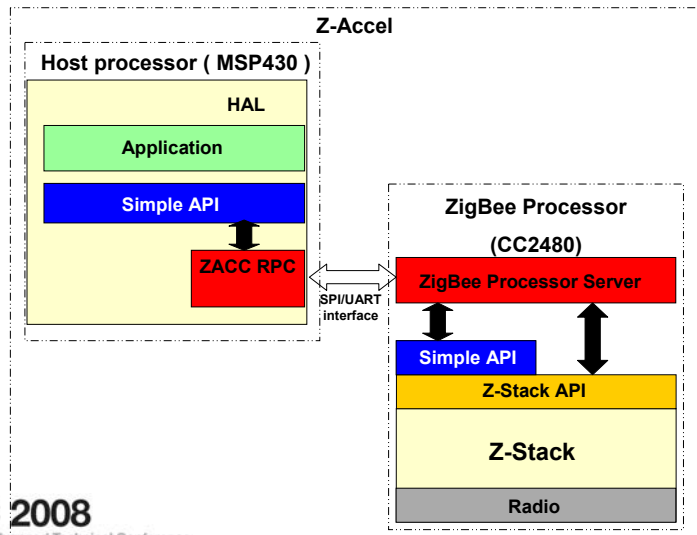 Z-Accel
Host processor ( MSP430 )
HAL
Application
Simple API
ZACC RPC
SPI/UART
interface
ZigBee Processor
(CC2480)
ZigBee Processor Server
Simple API
Z-Stack API
Z-Stack
Radio
2008